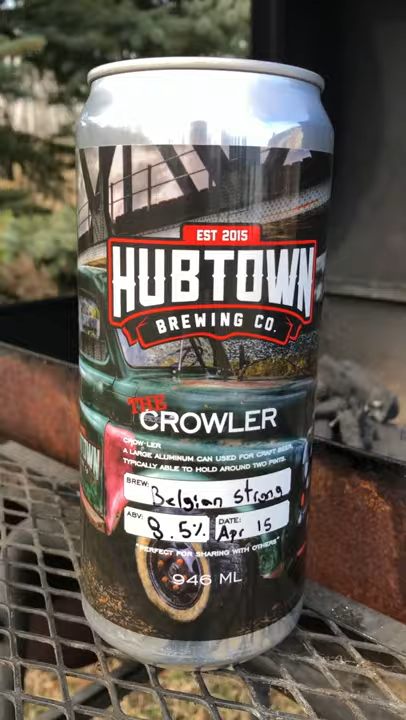 EST 2015
HUBTOWN
BREWING CO.
THE
CROWLER
CROW·LER
A LARGE ALUMINUM CAN USED FOR CRAFT BEER,
TYPICALLY ABLE TO HOLD AROUND TWO PINTS.
BREW: Belgian Strong
ABV: 8.5% DATE: Apr 15
"PERFECT FOR SHARING WITH OTHERS"
946 ML